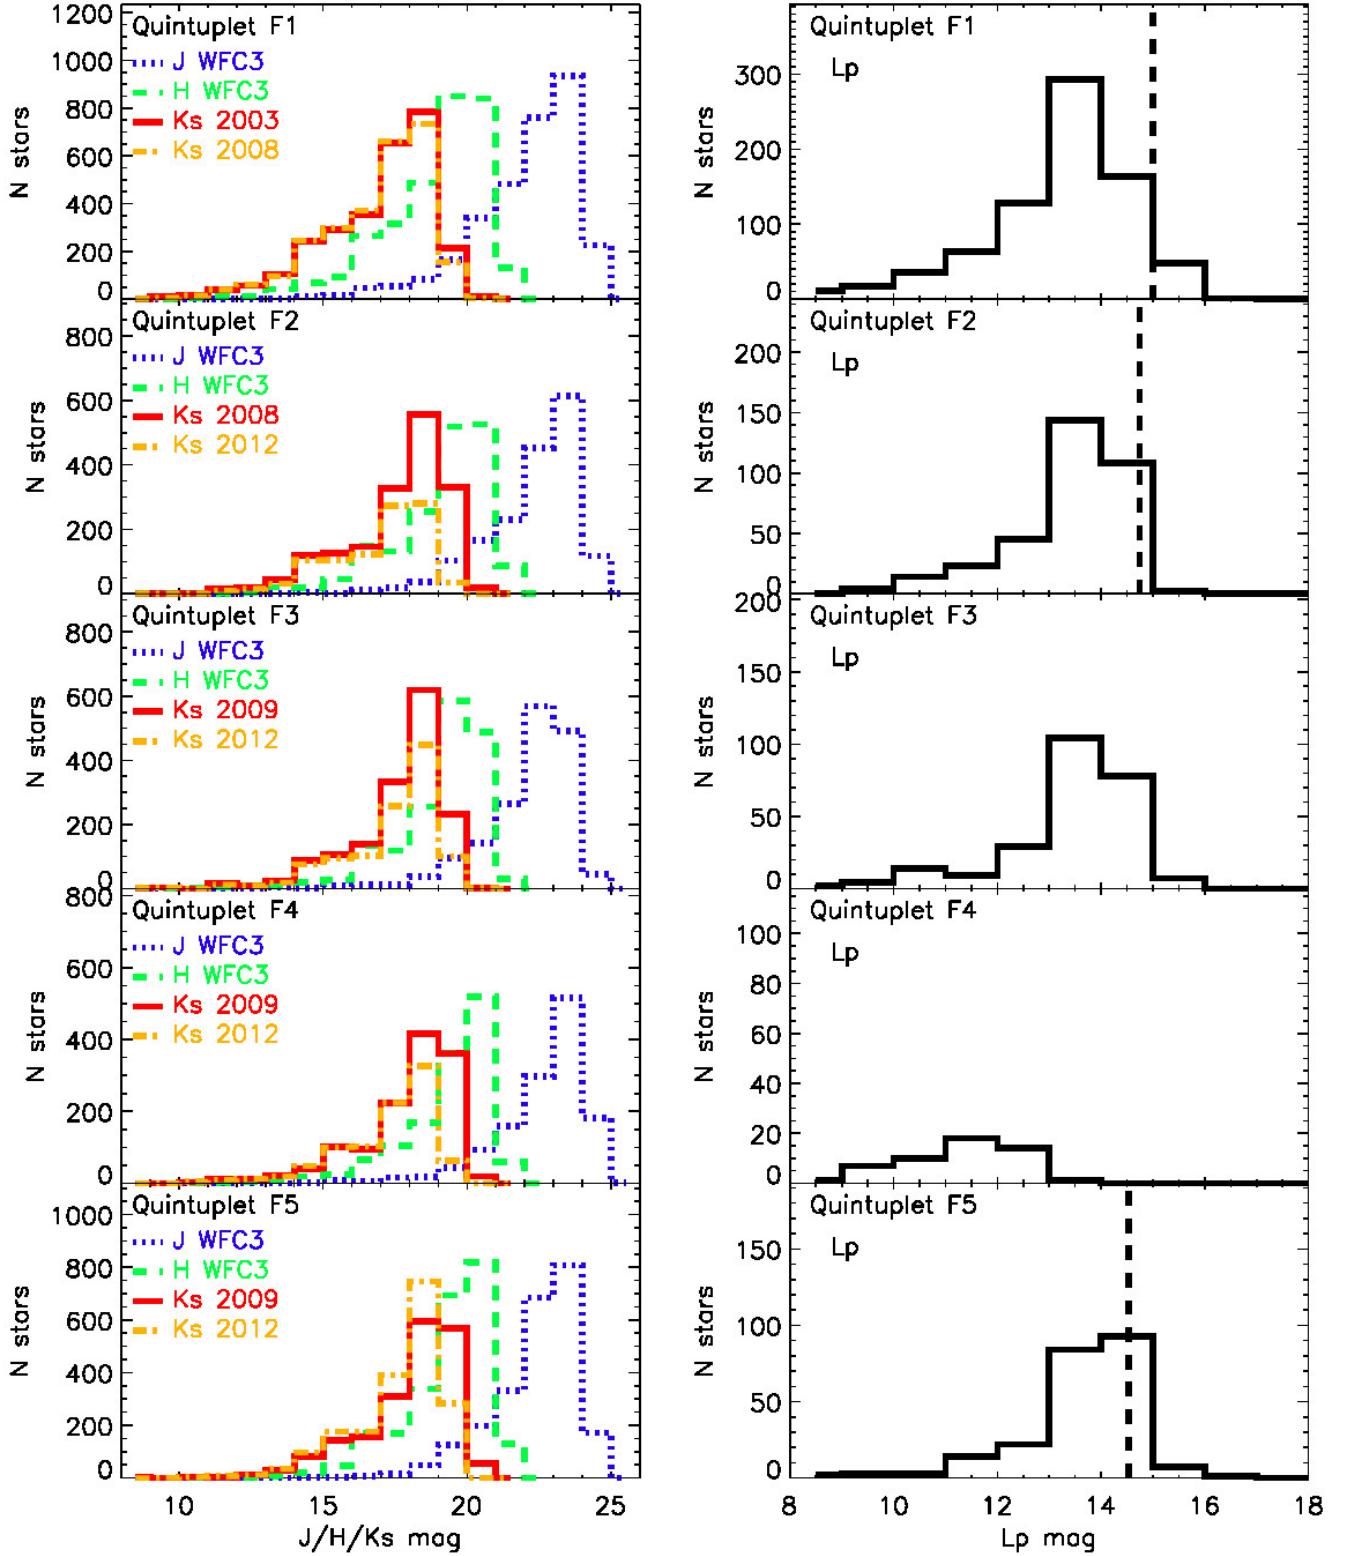 Quintuplet F1
J WFC3
H WFC3
Ks 2003
Ks 2008
N stars
1200
1000
800
600
400
200
0
Quintuplet F1
Lp
N stars
300
200
100
0
Quintuplet F2
J WFC3
H WFC3
Ks 2008
Ks 2012
N stars
800
600
400
200
0
Quintuplet F2
Lp
N stars
200
150
100
50
0
Quintuplet F3
J WFC3
H WFC3
Ks 2009
Ks 2012
N stars
800
600
400
200
0
Quintuplet F3
Lp
N stars
200
150
100
50
0
Quintuplet F4
J WFC3
H WFC3
Ks 2009
Ks 2012
N stars
800
600
400
200
0
Quintuplet F4
Lp
N stars
100
80
60
40
20
0
Quintuplet F5
J WFC3
H WFC3
Ks 2009
Ks 2012
N stars
1000
800
600
400
200
0
10 15 20 25
J/H/Ks mag
Quintuplet F5
Lp
N stars
150
100
50
0
8 10 12 14 16 18
Lp mag